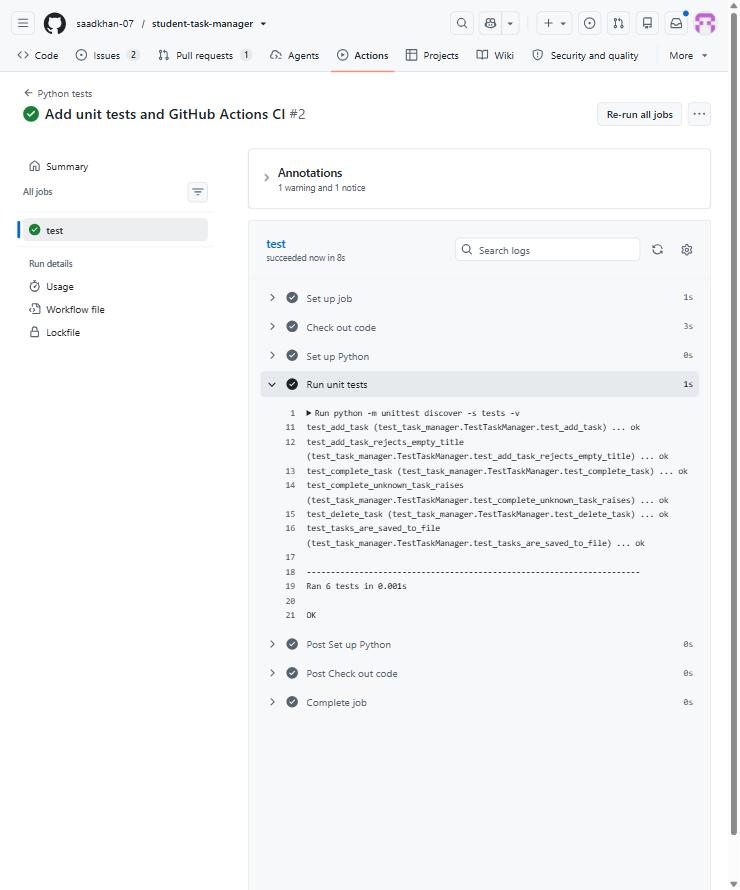 saadkhan-07 / student-task-manager
Code Issues 2 Pull requests 1 Agents Actions Projects Wiki Security and quality More
Python tests
Add unit tests and GitHub Actions CI #2
Re-run all jobs
Summary
All jobs
test
Run details
Usage
Workflow file
Lockfile
Annotations
1 warning and 1 notice
test
succeeded now in 8s
Search logs
Set up job 1s
Check out code 3s
Set up Python 0s
Run unit tests 1s
1 Run python -m unittest discover -s tests -v
11 test_add_task (test_task_manager.TestTaskManager.test_add_task) ... ok
12 test_add_task_rejects_empty_title
(test_task_manager.TestTaskManager.test_add_task_rejects_empty_title) ... ok
13 test_complete_task (test_task_manager.TestTaskManager.test_complete_task) ... ok
14 test_complete_unknown_task_raises
(test_task_manager.TestTaskManager.test_complete_unknown_task_raises) ... ok
15 test_delete_task (test_task_manager.TestTaskManager.test_delete_task) ... ok
16 test_tasks_are_saved_to_file
(test_task_manager.TestTaskManager.test_tasks_are_saved_to_file) ... ok
17
18 ----------------------------------------------------------------------
19 Ran 6 tests in 0.001s
20
21 OK
Post Set up Python 0s
Post Check out code 0s
Complete job 0s